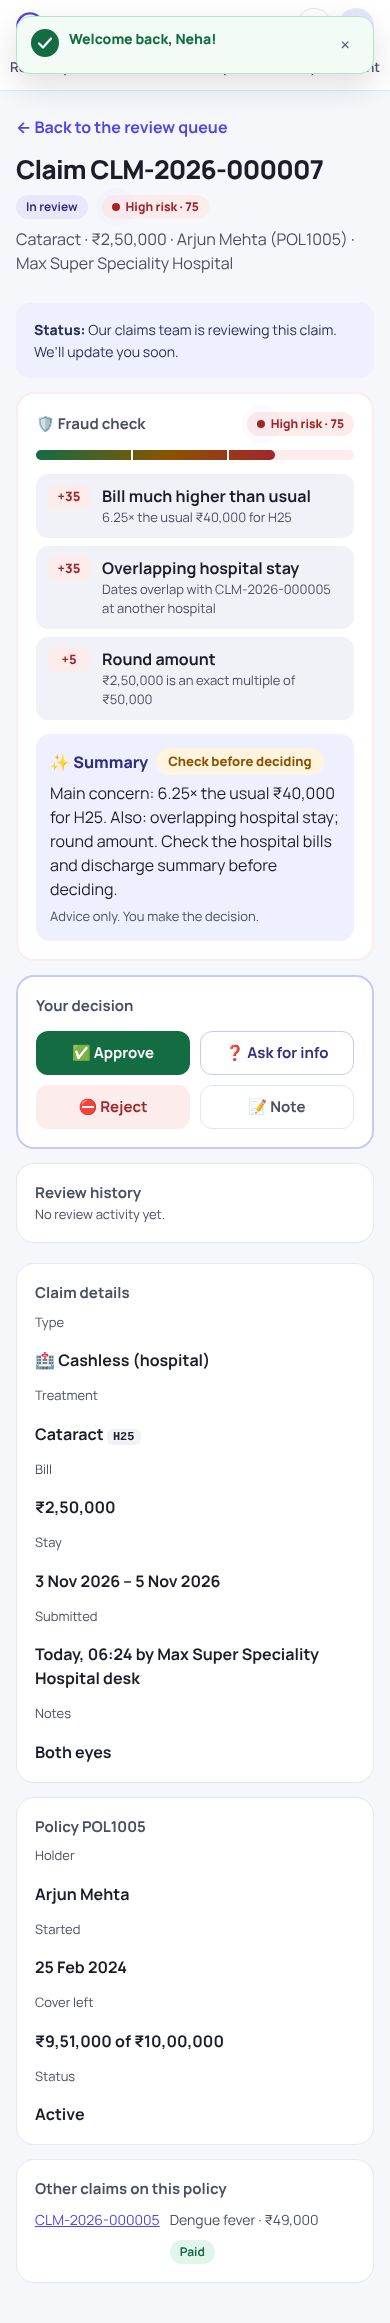 Welcome back, Neha!
×
← Back to the review queue
Claim CLM-2026-000007
In review
High risk · 75
Cataract · ₹2,50,000 · Arjun Mehta (POL1005) ·
Max Super Speciality Hospital
Status: Our claims team is reviewing this claim.
We'll update you soon.
Fraud check
High risk · 75
+35 Bill much higher than usual
6.25× the usual ₹40,000 for H25
+35 Overlapping hospital stay
Dates overlap with CLM-2026-000005
at another hospital
+5 Round amount
₹2,50,000 is an exact multiple of
₹50,000
Summary Check before deciding
Main concern: 6.25× the usual ₹40,000
for H25. Also: overlapping hospital stay;
round amount. Check the hospital bills
and discharge summary before
deciding.
Advice only. You make the decision.
Your decision
Approve
Ask for info
Reject
Note
Review history
No review activity yet.
Claim details
Type
Cashless (hospital)
Treatment
Cataract H25
Bill
₹2,50,000
Stay
3 Nov 2026 – 5 Nov 2026
Submitted
Today, 06:24 by Max Super Speciality
Hospital desk
Notes
Both eyes
Policy POL1005
Holder
Arjun Mehta
Started
25 Feb 2024
Cover left
₹9,51,000 of ₹10,00,000
Status
Active
Other claims on this policy
CLM-2026-000005 Dengue fever · ₹49,000
Paid